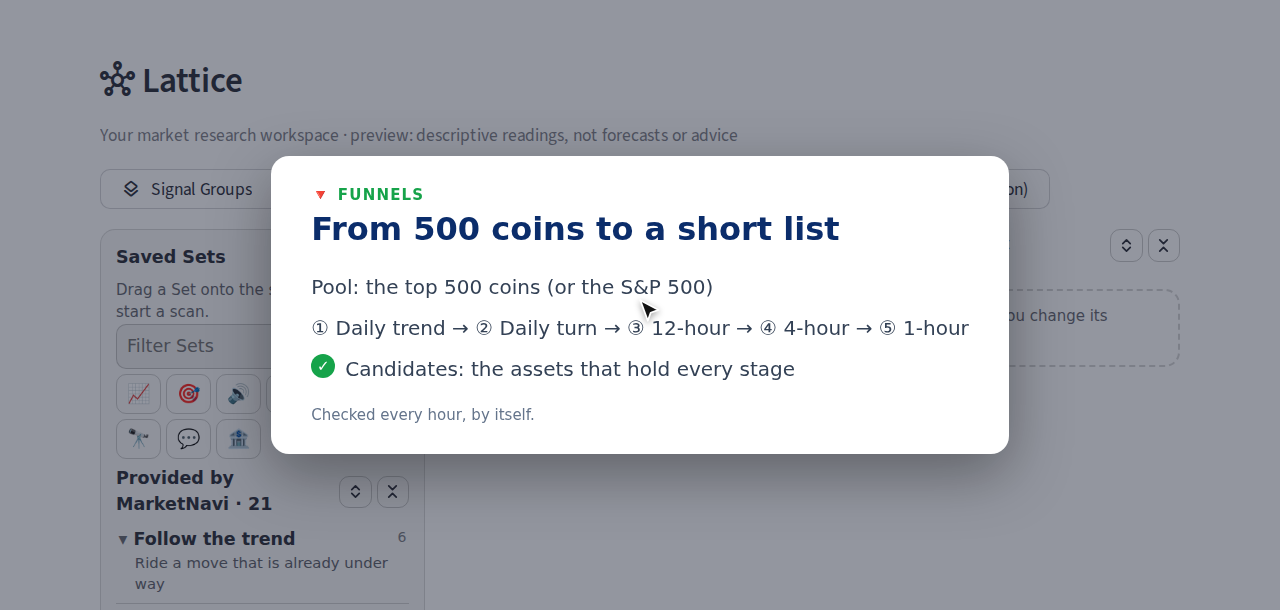 Lattice
Your market research workspace · preview: descriptive readings, not forecasts or advice
Signal Groups
on)
Saved Sets
Drag a Set onto the
start a scan.
Filter Sets
Provided by
MarketNavi · 21
▼ Follow the trend 6
Ride a move that is already under
way
FUNNELS
From 500 coins to a short list
Pool: the top 500 coins (or the S&P 500)
① Daily trend → ② Daily turn → ③ 12-hour → ④ 4-hour → ⑤ 1-hour
✓ Candidates: the assets that hold every stage
Checked every hour, by itself.
you change its